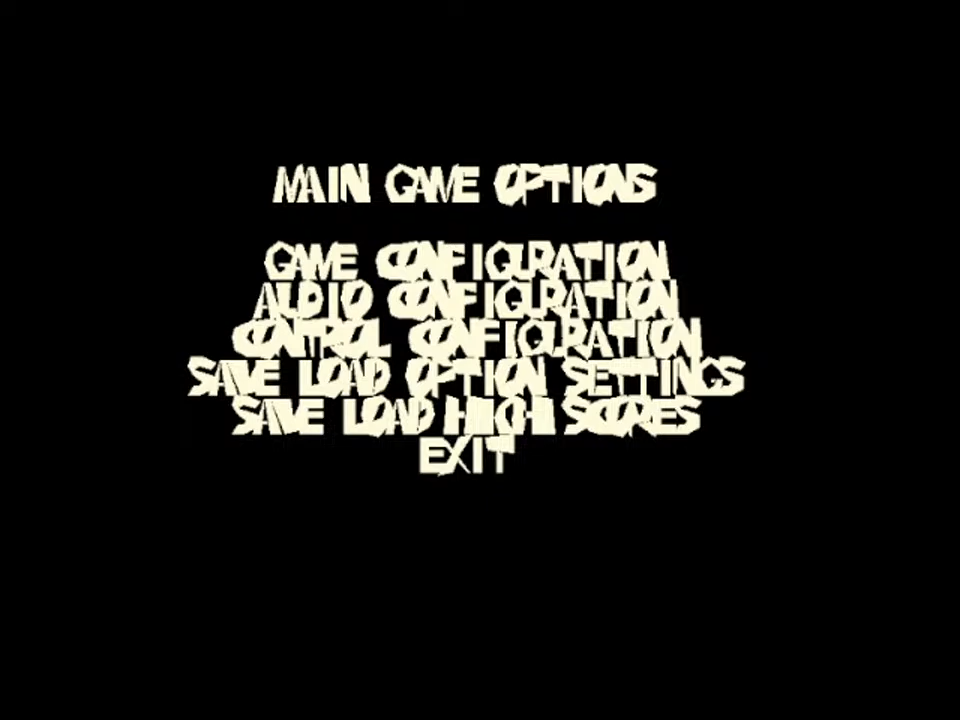 MAIN GAME OPTIONS
GAME CONFIGURATION
AUDIO CONFIGURATION
CONTROL CONFIGURATION
SAVE LOAD OPTION SETTINGS
SAVE LOAD HIGH SCORES
EXIT